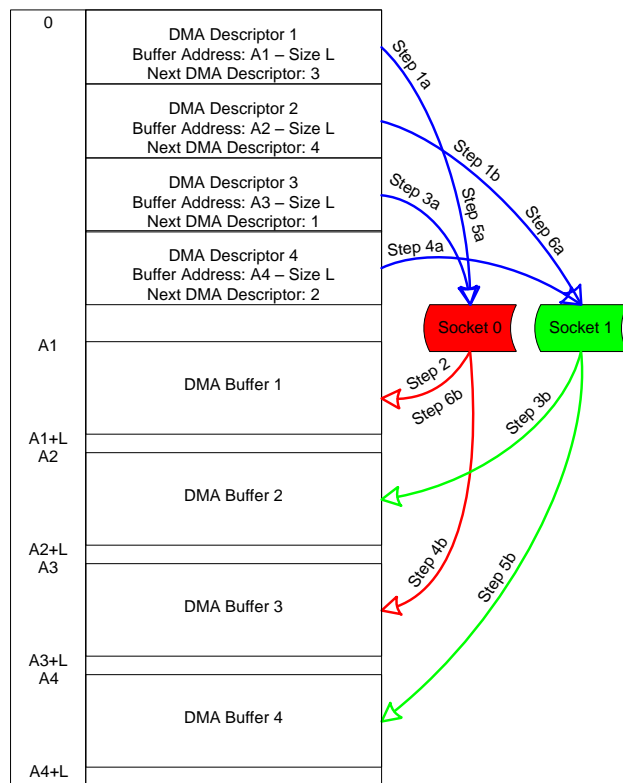 0
DMA Descriptor 1
Buffer Address: A1 – Size L
Next DMA Descriptor: 3
DMA Descriptor 2
Buffer Address: A2 – Size L
Next DMA Descriptor: 4
DMA Descriptor 3
Buffer Address: A3 – Size L
Next DMA Descriptor: 1
DMA Descriptor 4
Buffer Address: A4 – Size L
Next DMA Descriptor: 2
Step 1a
Step 1b
Step 3a
Step 5a
Step 6a
Step 4a
Socket 0
Socket 1
A1
DMA Buffer 1
Step 2
Step 6b
Step 3b
A1+L
A2
DMA Buffer 2
A2+L
A3
Step 4b
Step 5b
DMA Buffer 3
A3+L
A4
DMA Buffer 4
A4+L